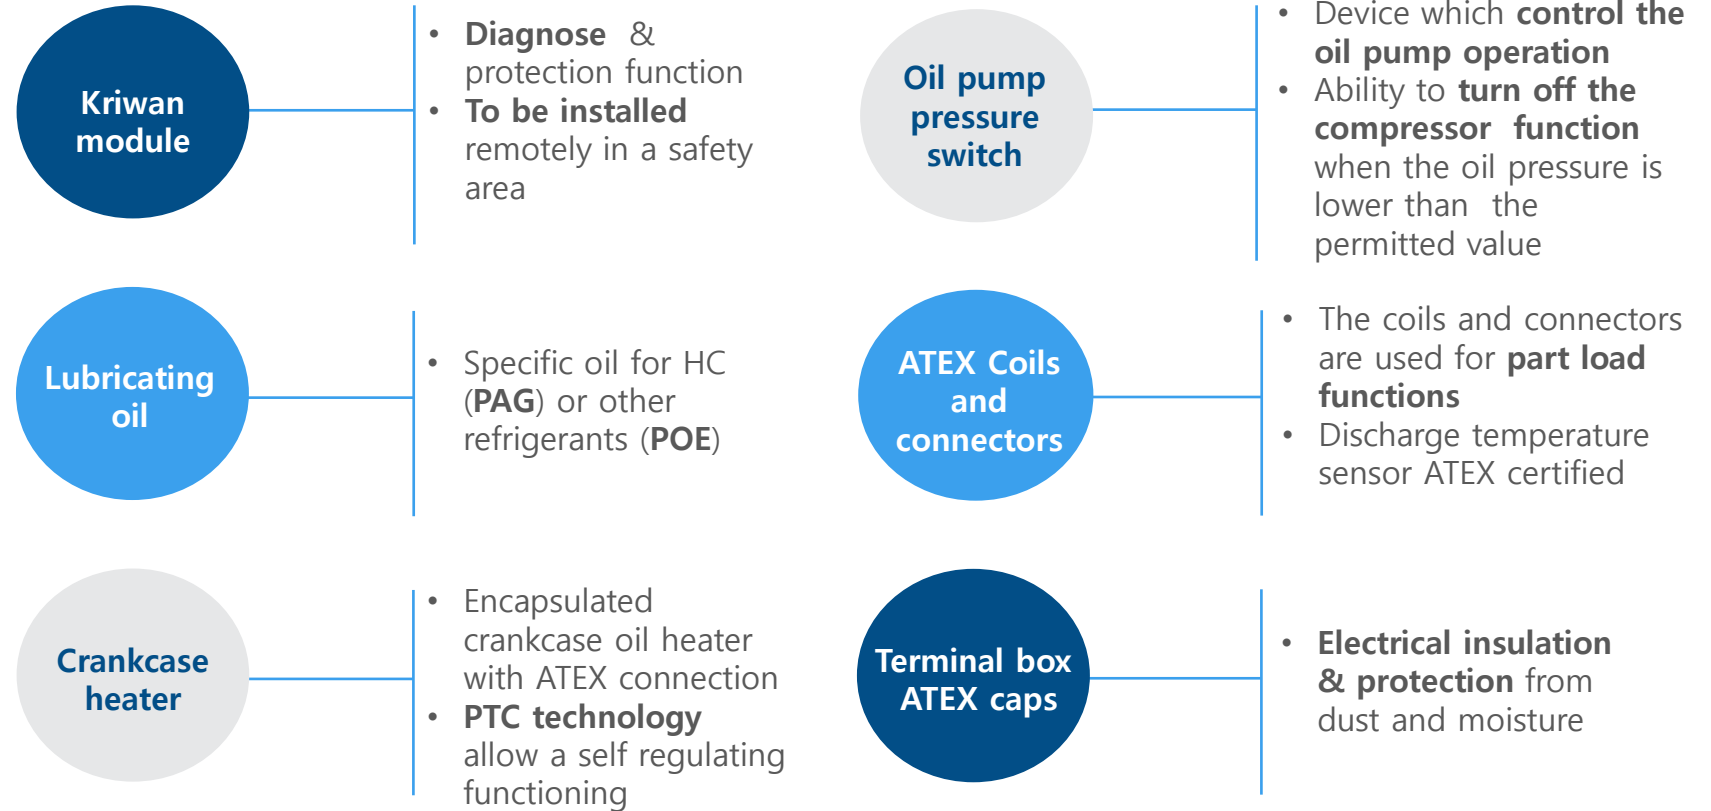 Kriwan
module
• Diagnose &
protection function
• To be installed
remotely in a safety
area
Oil pump
pressure
switch
• Device which control the
oil pump operation
• Ability to turn off the
compressor function
when the oil pressure is
lower than the
permitted value
Lubricating
oil
• Specific oil for HC
(PAG) or other
refrigerants (POE)
ATEX Coils
and
connectors
• The coils and connectors
are used for part load
functions
• Discharge temperature
sensor ATEX certified
Crankcase
heater
• Encapsulated
crankcase oil heater
with ATEX connection
• PTC technology
allow a self regulating
functioning
Terminal box
ATEX caps
• Electrical insulation
& protection from
dust and moisture